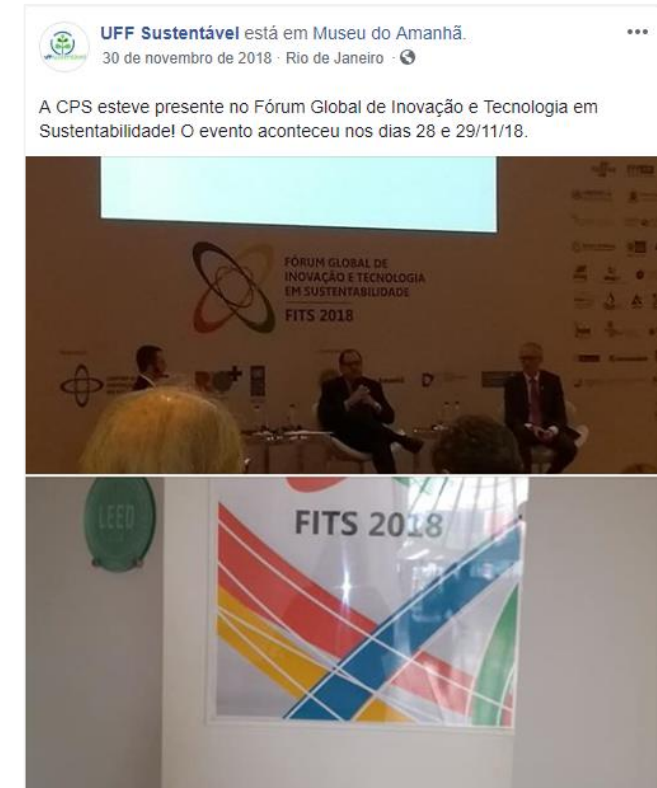 UFF Sustentável está em Museu do Amanhã.
30 de novembro de 2018 · Rio de Janeiro ·
A CPS esteve presente no Fórum Global de Inovação e Tecnologia em
Sustentabilidade! O evento aconteceu nos dias 28 e 29/11/18.
FÓRUM GLOBAL DE
INOVAÇÃO E TECNOLOGIA
EM SUSTENTABILIDADE
FITS 2018
LEED
FITS 2018